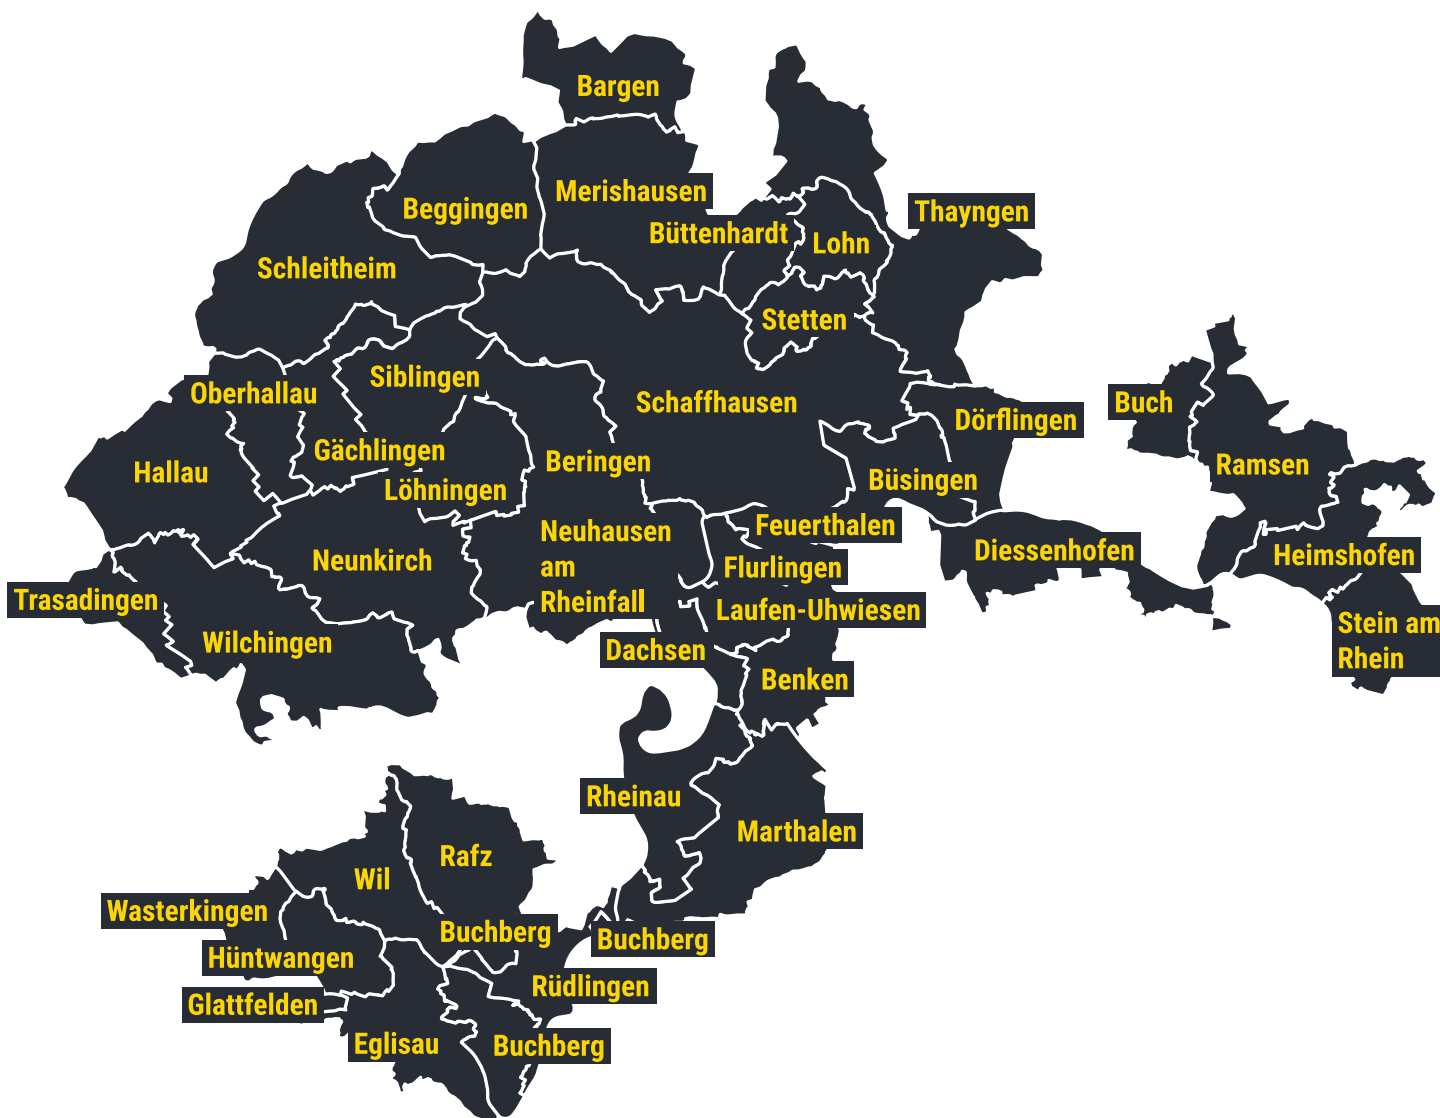 Bargen
Merishausen
Beggingen
Thayngen
Büttenhardt
Lohn
Schleitheim
Stetten
Siblingen
Oberhallau
Schaffhausen
Buch
Dörflingen
Gächlingen
Beringen
Ramsen
Hallau
Büsingen
Löhningen
Feuerthalen
Neuhausen
am
Rheinfall
Diessenhofen
Heimshofen
Neunkirch
Flurlingen
Trasadingen
Laufen-Uhwiesen
Stein am
Rhein
Wilchingen
Dachsen
Benken
Rheinau
Marthalen
Rafz
Wil
Wasterkingen
Buchberg
Buchberg
Hüntwangen
Rüdlingen
Glattfelden
Eglisau
Buchberg